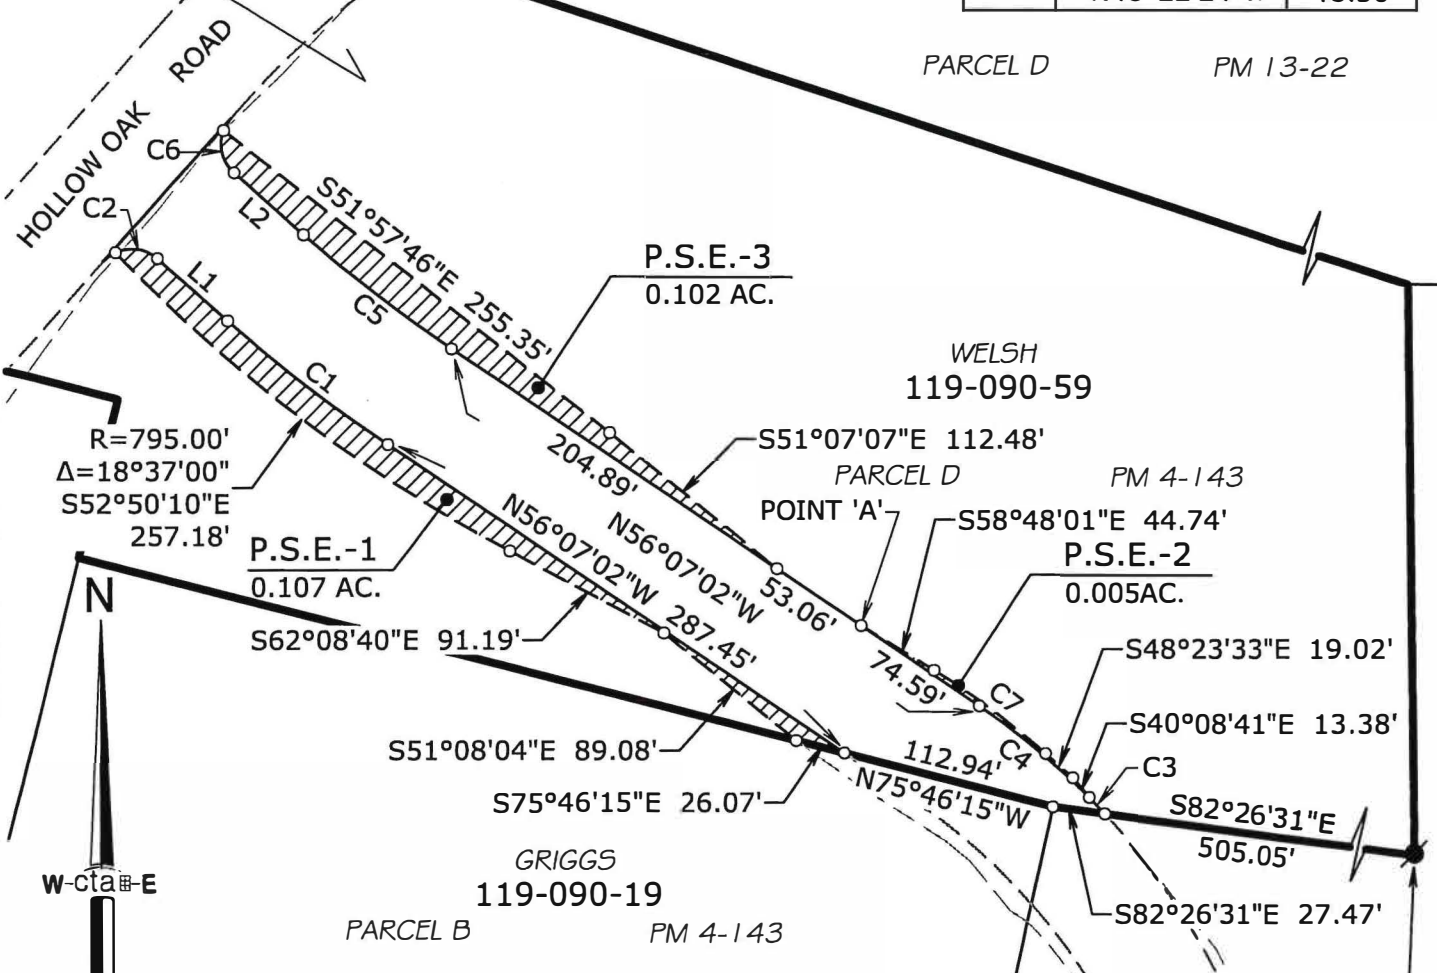 PARCEL D PM 13-22
HOLLOW OAK ROAD
C6
C2
L2
L1
S51°57'46"E 255.35'
C5
C1
P.S.E.-3
0.102 AC.
WELSH
119-090-59
S51°07'07"E 112.48'
PARCEL D PM 4-143
POINT 'A'
S58°48'01"E 44.74'
P.S.E.-2
0.005AC.
R=795.00'
Δ=18°37'00"
S52°50'10"E
257.18'
P.S.E.-1
0.107 AC.
204.89'
N56°07'02"W
53.06'
N56°07'02"W 287.45'
74.59'
C7
C4
S48°23'33"E 19.02'
S40°08'41"E 13.38'
C3
N
S62°08'40"E 91.19'
S51°08'04"E 89.08'
S75°46'15"E 26.07'
112.94'
N75°46'15"W
S82°26'31"E
505.05'
S82°26'31"E 27.47'
GRIGGS
119-090-19
PARCEL B PM 4-143
W-cta-E